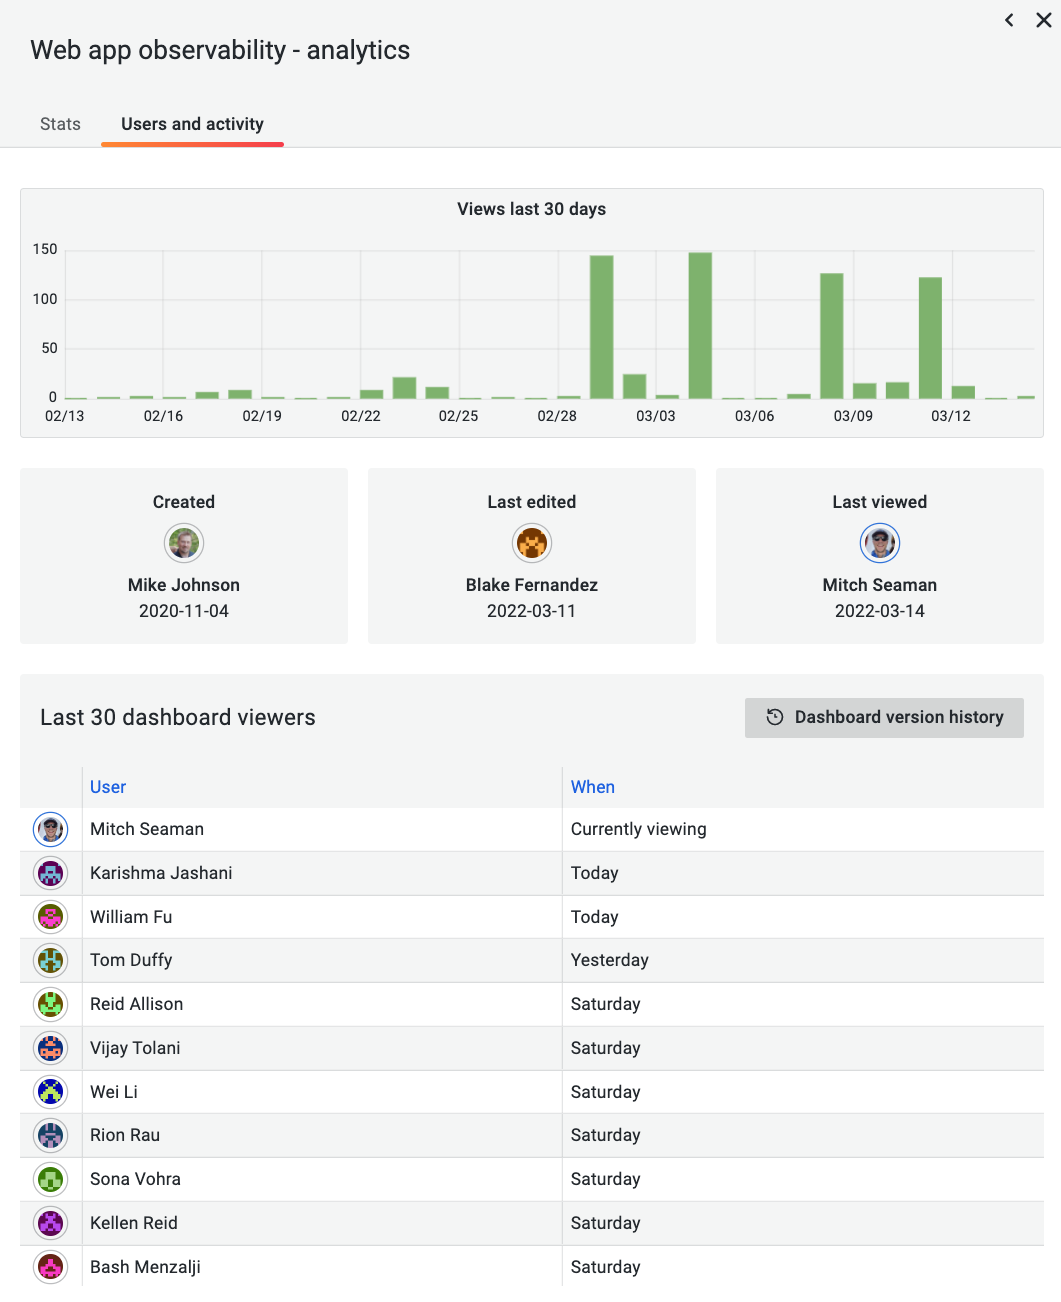 Web app observability - analytics
Stats
Users and activity
Views last 30 days
150
100
50
0
02/13 02/16 02/19 02/22 02/25 02/28 03/03 03/06 03/09 03/12
Created
Mike Johnson
2020-11-04
Last edited
Blake Fernandez
2022-03-11
Last viewed
Mitch Seaman
2022-03-14
Last 30 dashboard viewers
Dashboard version history
User When
Mitch Seaman Currently viewing
Karishma Jashani Today
William Fu Today
Tom Duffy Yesterday
Reid Allison Saturday
Vijay Tolani Saturday
Wei Li Saturday
Rion Rau Saturday
Sona Vohra Saturday
Kellen Reid Saturday
Bash Menzalji Saturday